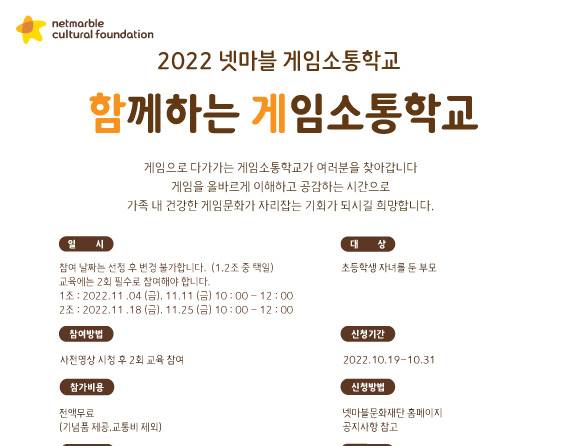 netmarble
cultural foundation
2022 넷마블 게임소통학교
함께하는 게임소통학교
게임으로 다가가는 게임소통학교가 여러분을 찾아갑니다
게임을 올바르게 이해하고 공감하는 시간으로
가족 내 건강한 게임문화가 자리잡는 기회가 되시길 희망합니다.
일 시
참여 날짜는 선정 후 변경 불가합니다. (1.2조 중 택일)
교육에는 2회 필수로 참여해야 합니다.
1조 : 2022.11 .04 (금). 11.11 (금) 10 : 00 – 12 : 00
2조 : 2022.11 .18 (금). 11.25 (금) 10 : 00 – 12 : 00
대 상
초등학생 자녀를 둔 부모
참여방법
사전영상 시청 후 2회 교육 참여
신청기간
2022.10.19-10.31
참가비용
전액무료
(기념품 제공,교통비 제외)
신청방법
넷마블문화재단 홈페이지
공지사항 참고